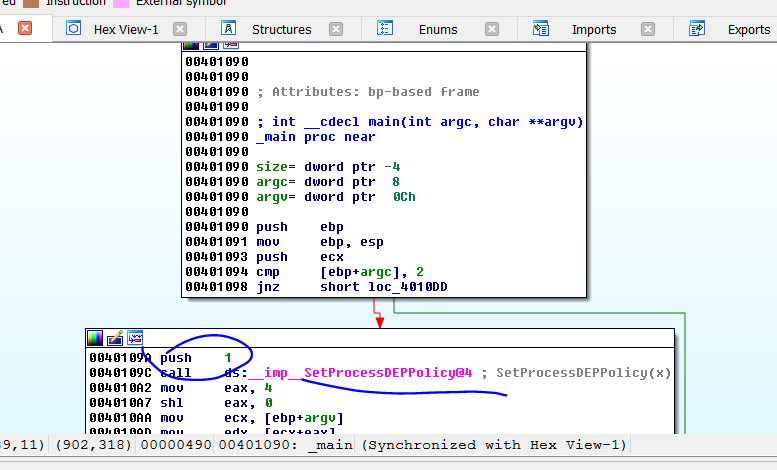 Instruction External symbol
Hex View-1 Structures Enums Imports Exports
00401090
00401090
00401090 ; Attributes: bp-based frame
00401090
00401090 ; int __cdecl main(int argc, char **argv)
00401090 _main proc near
00401090
00401090 size= dword ptr -4
00401090 argc= dword ptr  8
00401090 argv= dword ptr  0Ch
00401090
00401090 push    ebp
00401091 mov     ebp, esp
00401093 push    ecx
00401094 cmp     [ebp+argc], 2
00401098 jnz     short loc_4010DD
0040109A push    1
0040109C call    ds:__imp__SetProcessDEPPolicy@4 ; SetProcessDEPPolicy(x)
004010A2 mov     eax, 4
004010A7 shl     eax, 0
004010AA mov     ecx, [ebp+argv]
004010AD mov     edx, [ecx+eax]
(902,318) 00000490 00401090: _main (Synchronized with Hex View-1)